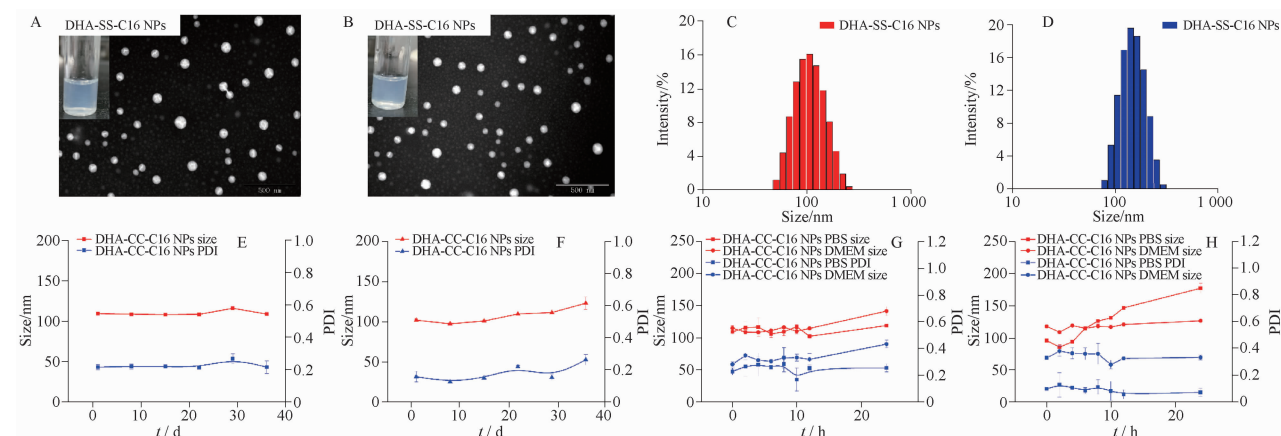 A
DHA-SS-C16 NPs
500 nm
B
DHA-SS-C16 NPs
500 nm
C
DHA-SS-C16 NPs
Intensity/%
20
16
12
8
4
0
10
100
1 000
Size/nm
D
DHA-SS-C16 NPs
Intensity/%
20
16
12
8
4
0
10
100
1 000
Size/nm
E
DHA-CC-C16 NPs size
DHA-CC-C16 NPs PDI
Size/nm
200
150
100
50
0
PDI
1.0
0.8
0.6
0.4
0.2
0
0 10 20 30 40
t / d
F
DHA-CC-C16 NPs size
DHA-CC-C16 NPs PDI
Size/nm
200
150
100
50
0
PDI
1.0
0.8
0.6
0.4
0.2
0
0 10 20 30 40
t / d
G
DHA-CC-C16 NPs PBS size
DHA-CC-C16 NPs DMEM size
DHA-CC-C16 NPs PBS PDI
DHA-CC-C16 NPs DMEM size
Size/nm
250
200
150
100
50
0
PDI
1.2
1.0
0.8
0.6
0.4
0.2
0
0 10 20
t / h
H
DHA-CC-C16 NPs PBS size
DHA-CC-C16 NPs DMEM size
DHA-CC-C16 NPs PBS PDI
DHA-CC-C16 NPs DMEM size
Size/nm
250
200
150
100
50
0
PDI
1.2
1.0
0.8
0.6
0.4
0.2
0
0 10 20
t / h